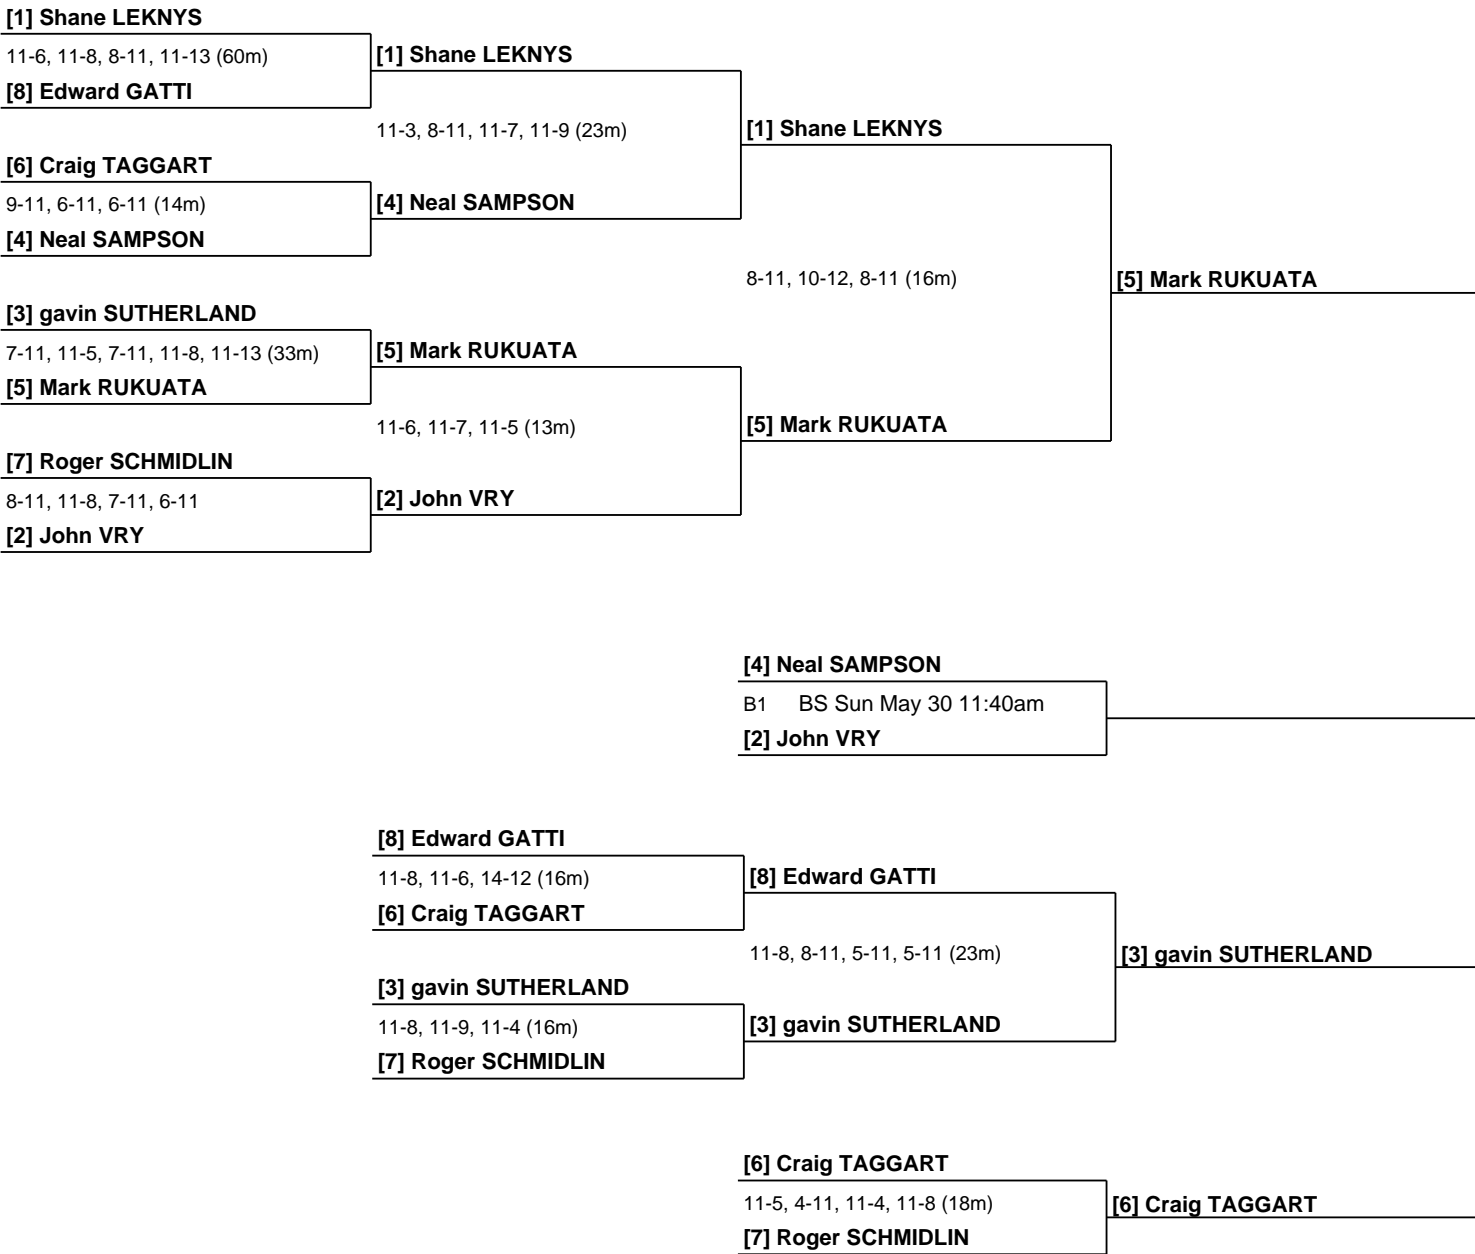 [1] Shane LEKNYS
11-6, 11-8, 8-11, 11-13 (60m)
[1] Shane LEKNYS
[8] Edward GATTI
11-3, 8-11, 11-7, 11-9 (23m)
[1] Shane LEKNYS
[6] Craig TAGGART
9-11, 6-11, 6-11 (14m)
[4] Neal SAMPSON
[4] Neal SAMPSON
8-11, 10-12, 8-11 (16m)
[5] Mark RUKUATA
[3] gavin SUTHERLAND
7-11, 11-5, 7-11, 11-8, 11-13 (33m)
[5] Mark RUKUATA
[5] Mark RUKUATA
11-6, 11-7, 11-5 (13m)
[5] Mark RUKUATA
[7] Roger SCHMIDLIN
8-11, 11-8, 7-11, 6-11
[2] John VRY
[2] John VRY
[4] Neal SAMPSON
B1 BS Sun May 30 11:40am
[2] John VRY
[8] Edward GATTI
11-8, 11-6, 14-12 (16m)
[8] Edward GATTI
[6] Craig TAGGART
11-8, 8-11, 5-11, 5-11 (23m)
[3] gavin SUTHERLAND
[3] gavin SUTHERLAND
11-8, 11-9, 11-4 (16m)
[3] gavin SUTHERLAND
[7] Roger SCHMIDLIN
[6] Craig TAGGART
11-5, 4-11, 11-4, 11-8 (18m)
[6] Craig TAGGART
[7] Roger SCHMIDLIN